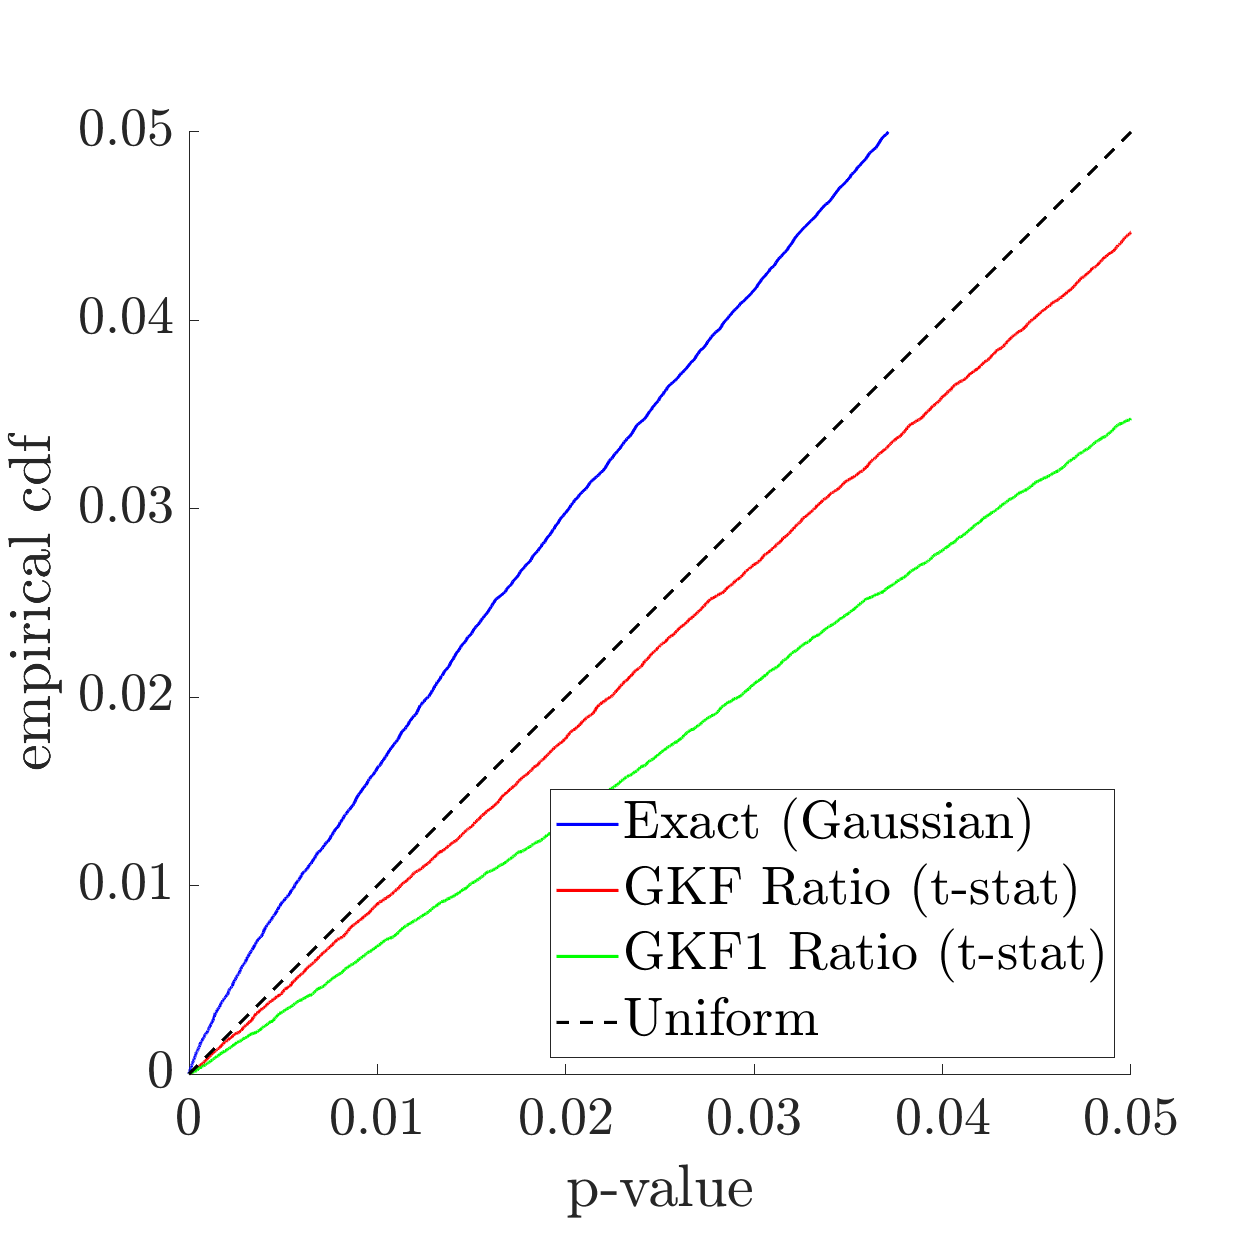 0.05
0.04
0.03
0.02
0.01
0
empirical cdf
Exact (Gaussian)
GKF Ratio (t-stat)
GKF1 Ratio (t-stat)
Uniform
0 0.01 0.02 0.03 0.04 0.05
p-value